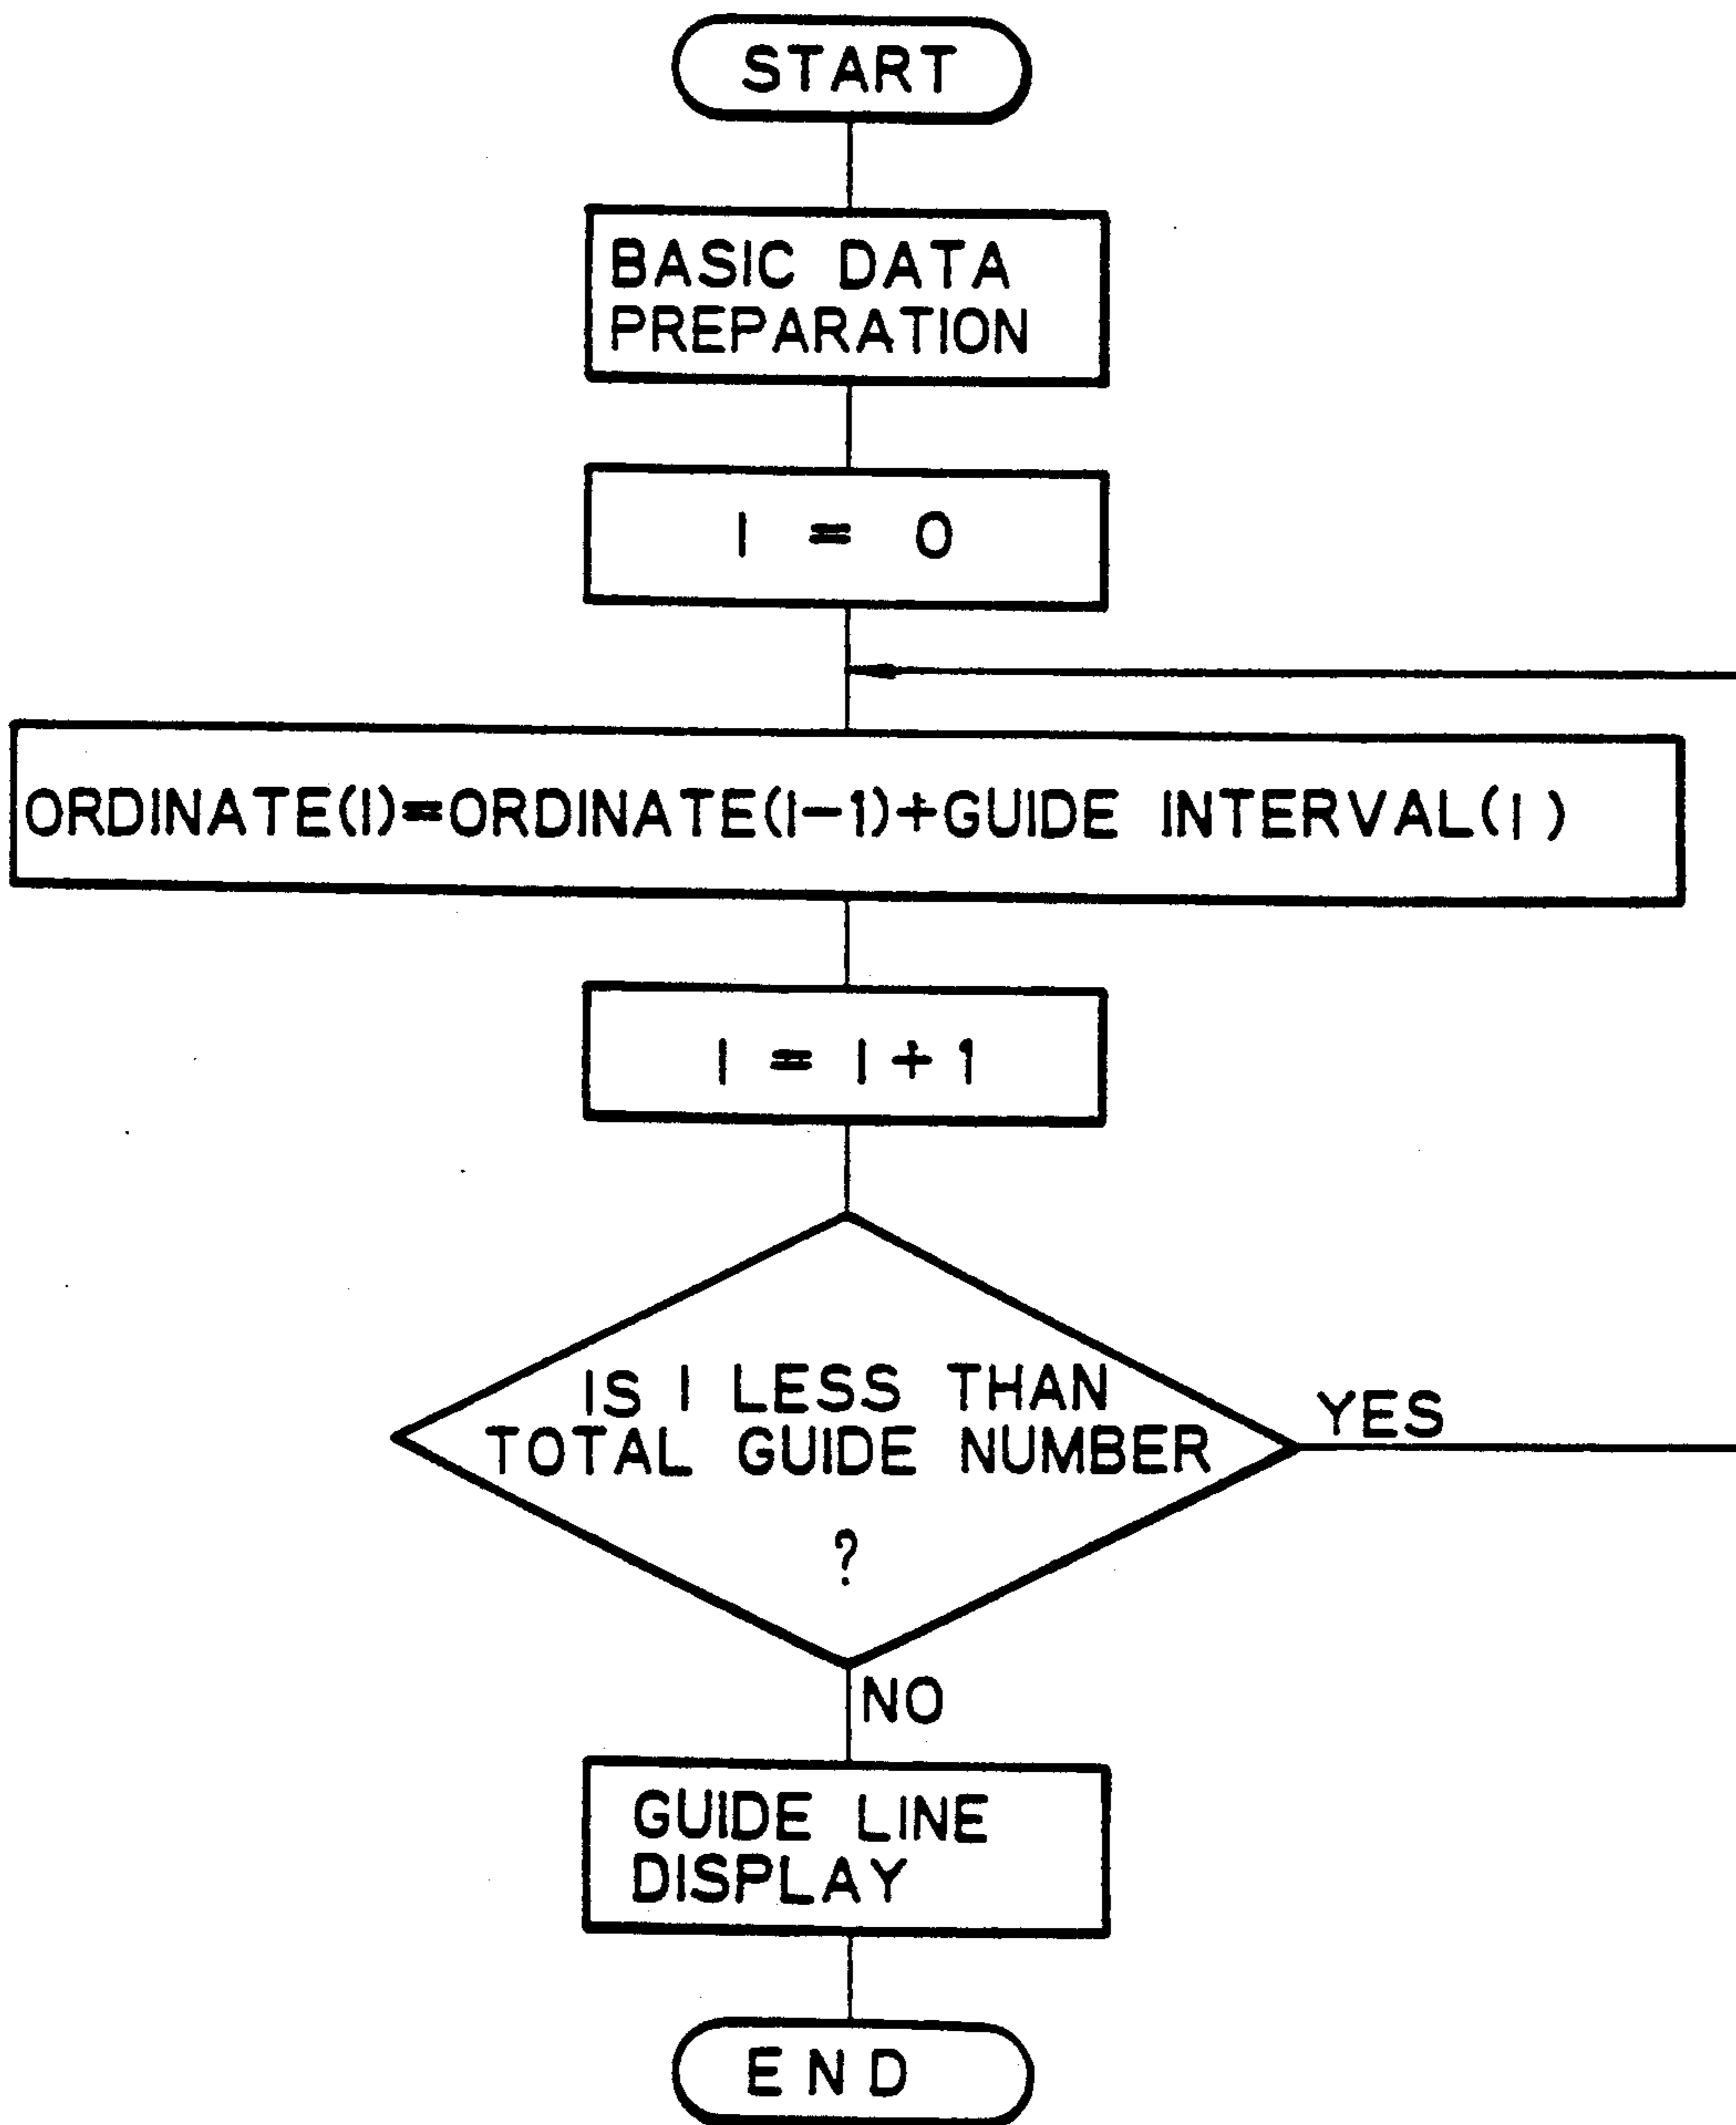 START
BASIC DATA
PREPARATION
I = 0
ORDINATE(I)=ORDINATE(I-1)+GUIDE INTERVAL(I)
I = I+1
IS I LESS THAN
TOTAL GUIDE NUMBER
?
YES
NO
GUIDE LINE
DISPLAY
END